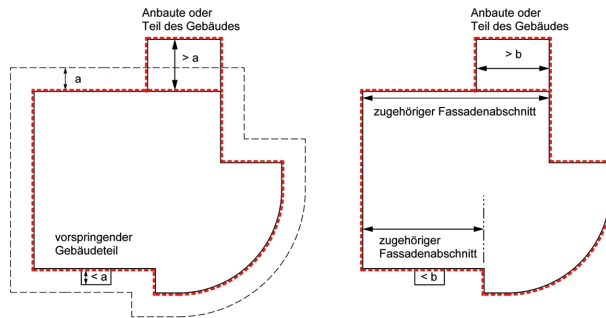 Anbaute oder
Teil des Gebäudes
> a
a
vorspringender
Gebäudeteil
< a
Anbaute oder
Teil des Gebäudes
> b
zugehöriger Fassadenabschnitt
zugehöriger
Fassadenabschnitt
< b